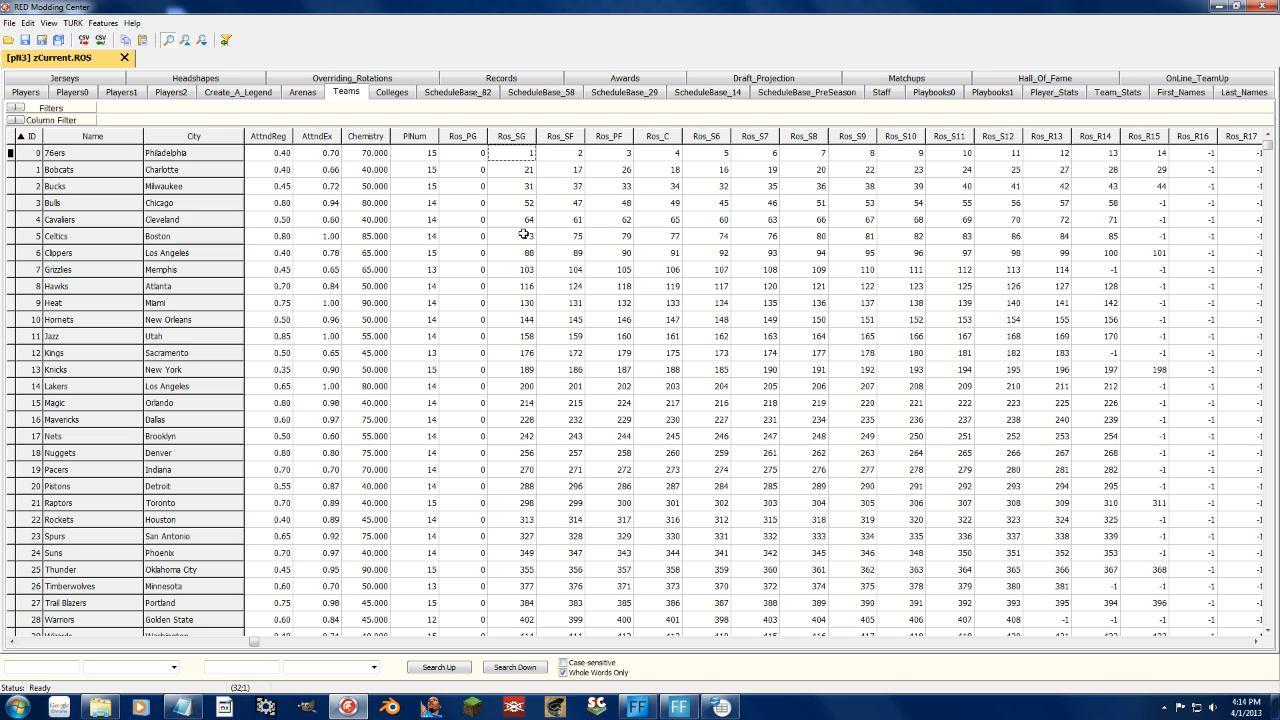 RED Modding Center
File Edit View TURK Features Help
CSV CSV
[pN3] zCurrent.ROS
Jerseys Headshapes Overriding_Rotations Records Awards Draft_Projection Matchups Hall_Of_Fame OnLine_TeamUp
Players Players0 Players1 Players2 Create_A_Legend Arenas Teams Colleges ScheduleBase_82 ScheduleBase_58 ScheduleBase_29 ScheduleBase_14 ScheduleBase_PreSeason Staff Playbooks0 Playbooks1 Player_Stats Team_Stats First_Names Last_Names
Filters
Column Filter
ID Name City AttndReg AttndEx Chemistry PlNum Ros_PG Ros_SG Ros_SF Ros_PF Ros_C Ros_S6 Ros_S7 Ros_S8 Ros_S9 Ros_S10 Ros_S11 Ros_S12 Ros_R13 Ros_R14 Ros_R15 Ros_R16 Ros_R17
0 76ers Philadelphia 0.40 0.70 70.000 15 0 1 2 3 4 5 6 7 8 9 10 11 12 13 14 -1 -1
1 Bobcats Charlotte 0.40 0.66 40.000 15 0 21 17 26 18 16 19 20 22 23 24 25 27 28 29 -1 -1
2 Bucks Milwaukee 0.45 0.72 50.000 15 0 31 37 33 34 32 35 36 38 39 40 41 42 43 44 -1 -1
3 Bulls Chicago 0.80 0.94 80.000 14 0 52 47 48 49 45 46 51 53 54 55 56 57 58 -1 -1 -1
4 Cavaliers Cleveland 0.50 0.60 40.000 14 0 64 61 62 65 60 63 66 67 68 69 70 72 71 -1 -1 -1
5 Celtics Boston 0.80 1.00 85.000 14 0 3 75 79 77 74 76 80 81 82 83 86 84 85 -1 -1 -1
6 Clippers Los Angeles 0.40 0.78 65.000 15 0 88 89 90 91 92 93 94 95 96 97 98 99 100 101 -1 -1
7 Grizzlies Memphis 0.45 0.65 65.000 13 0 103 104 105 106 107 108 109 110 111 112 113 114 -1 -1 -1 -1
8 Hawks Atlanta 0.70 0.84 50.000 14 0 116 124 118 119 117 120 121 122 123 125 126 127 128 -1 -1 -1
9 Heat Miami 0.75 1.00 90.000 14 0 130 131 132 133 134 135 136 137 138 139 140 141 142 -1 -1 -1
10 Hornets New Orleans 0.50 0.96 50.000 14 0 144 145 146 147 148 149 150 151 152 153 154 155 156 -1 -1 -1
11 Jazz Utah 0.85 1.00 55.000 14 0 158 159 160 161 162 163 164 165 166 167 168 169 170 -1 -1 -1
12 Kings Sacramento 0.50 0.65 45.000 13 0 176 172 179 175 173 174 177 178 180 181 182 183 -1 -1 -1 -1
13 Knicks New York 0.35 0.90 50.000 15 0 189 186 187 188 185 190 191 192 193 194 195 196 197 198 -1 -1
14 Lakers Los Angeles 0.65 1.00 80.000 14 0 200 201 202 203 204 205 206 207 208 209 210 211 212 -1 -1 -1
15 Magic Orlando 0.80 0.98 40.000 14 0 214 215 217 216 218 219 220 221 222 223 224 225 226 -1 -1 -1
16 Mavericks Dallas 0.60 0.97 75.000 14 0 228 232 229 230 227 231 233 234 235 236 238 240 239 -1 -1 -1
17 Nets Brooklyn 0.50 0.60 55.000 14 0 242 243 244 245 246 247 248 249 250 251 252 253 254 -1 -1 -1
18 Nuggets Denver 0.80 0.80 75.000 14 0 256 257 258 260 259 261 262 263 264 265 266 267 268 -1 -1 -1
19 Pacers Indiana 0.70 0.70 70.000 14 0 270 271 272 273 274 275 276 277 278 279 280 281 282 -1 -1 -1
20 Pistons Detroit 0.55 0.87 40.000 14 0 288 296 286 287 284 285 289 290 291 292 293 294 295 -1 -1 -1
21 Raptors Toronto 0.70 0.89 40.000 15 0 298 299 300 301 302 303 304 305 306 307 308 309 310 311 -1 -1
22 Rockets Houston 0.40 0.89 45.000 14 0 313 314 317 316 312 315 318 319 320 321 322 323 324 -1 -1 -1
23 Spurs San Antonio 0.65 0.92 75.000 14 0 327 328 329 330 331 332 333 334 335 336 337 338 339 -1 -1 -1
24 Suns Phoenix 0.70 0.97 40.000 14 0 349 347 343 344 341 342 345 346 348 350 351 352 353 -1 -1 -1
25 Thunder Oklahoma City 0.45 0.95 90.000 15 0 355 356 357 358 359 360 361 362 363 364 365 366 367 368 -1 -1
26 Timberwolves Minnesota 0.60 0.70 50.000 13 0 377 376 371 373 370 372 374 375 378 379 380 381 -1 -1 -1 -1
27 Trail Blazers Portland 0.75 0.98 40.000 15 0 384 383 385 386 387 388 389 390 391 392 393 395 394 396 -1 -1
28 Warriors Golden State 0.60 0.84 45.000 12 0 402 399 400 401 398 403 404 405 406 407 408 -1 -1 -1 -1 -1
Search Up Search Down Case-sensitive
Whole Words Only
Status: Ready (32;1)
Google chrome SG FF FF
4:14 PM
4/1/2013